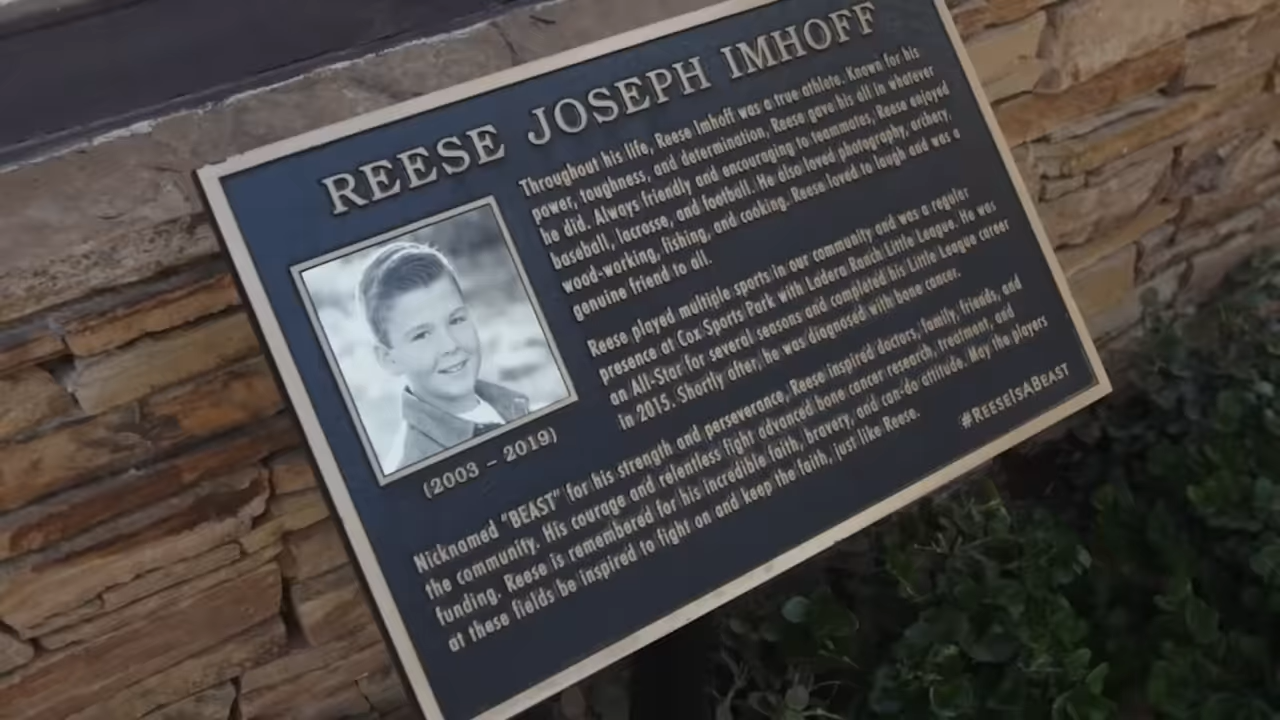 REESE JOSEPH IMHOFF
Throughout his life, Reese Imhoff was a true athlete. Known for his
power, toughness, and determination, Reese gave his all in whatever
he did. Always friendly and encouraging to teammates, Reese enjoyed
baseball, lacrosse, and football. He also loved photography, archery,
wood-working, fishing, and cooking. Reese loved to laugh and was a
genuine friend to all.
Reese played multiple sports in our community and was a regular
presence at Cox Sports Park with Ladera Ranch Little League. He was
an All-Star for several seasons and completed his Little League career
in 2015. Shortly after, he was diagnosed with bone cancer.
(2003 – 2019)
Nicknamed "BEAST" for his strength and perseverance, Reese inspired doctors, family, friends, and
the community. His courage and relentless fight advanced bone cancer research, treatment, and
funding. Reese is remembered for his incredible faith, bravery, and can-do attitude. May the players
at these fields be inspired to fight on and keep the faith, just like Reese.
#REESEISABEAST